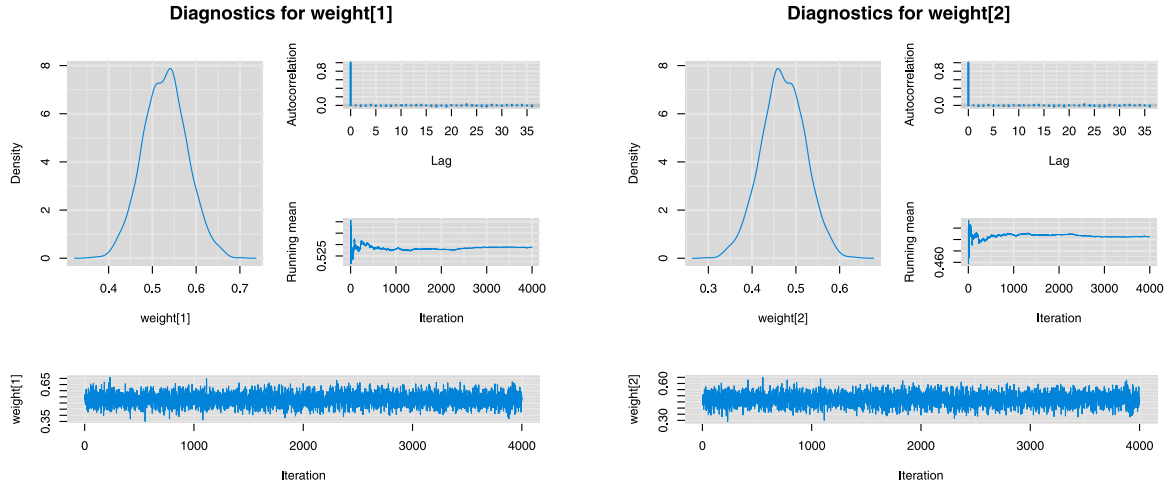 Diagnostics for weight[1]
Density
0 2 4 6 8
0.4 0.5 0.6 0.7
weight[1]
Autocorrelation
0.0 0.8
0 5 10 15 20 25 30 35
Lag
Running mean
0.525
0 1000 2000 3000 4000
Iteration
weight[1]
0.35 0.65
0 1000 2000 3000 4000
Iteration
Diagnostics for weight[2]
Density
0 2 4 6 8
0.3 0.4 0.5 0.6
weight[2]
Autocorrelation
0.0 0.8
0 5 10 15 20 25 30 35
Lag
Running mean
0.460
0 1000 2000 3000 4000
Iteration
weight[2]
0.30 0.60
0 1000 2000 3000 4000
Iteration